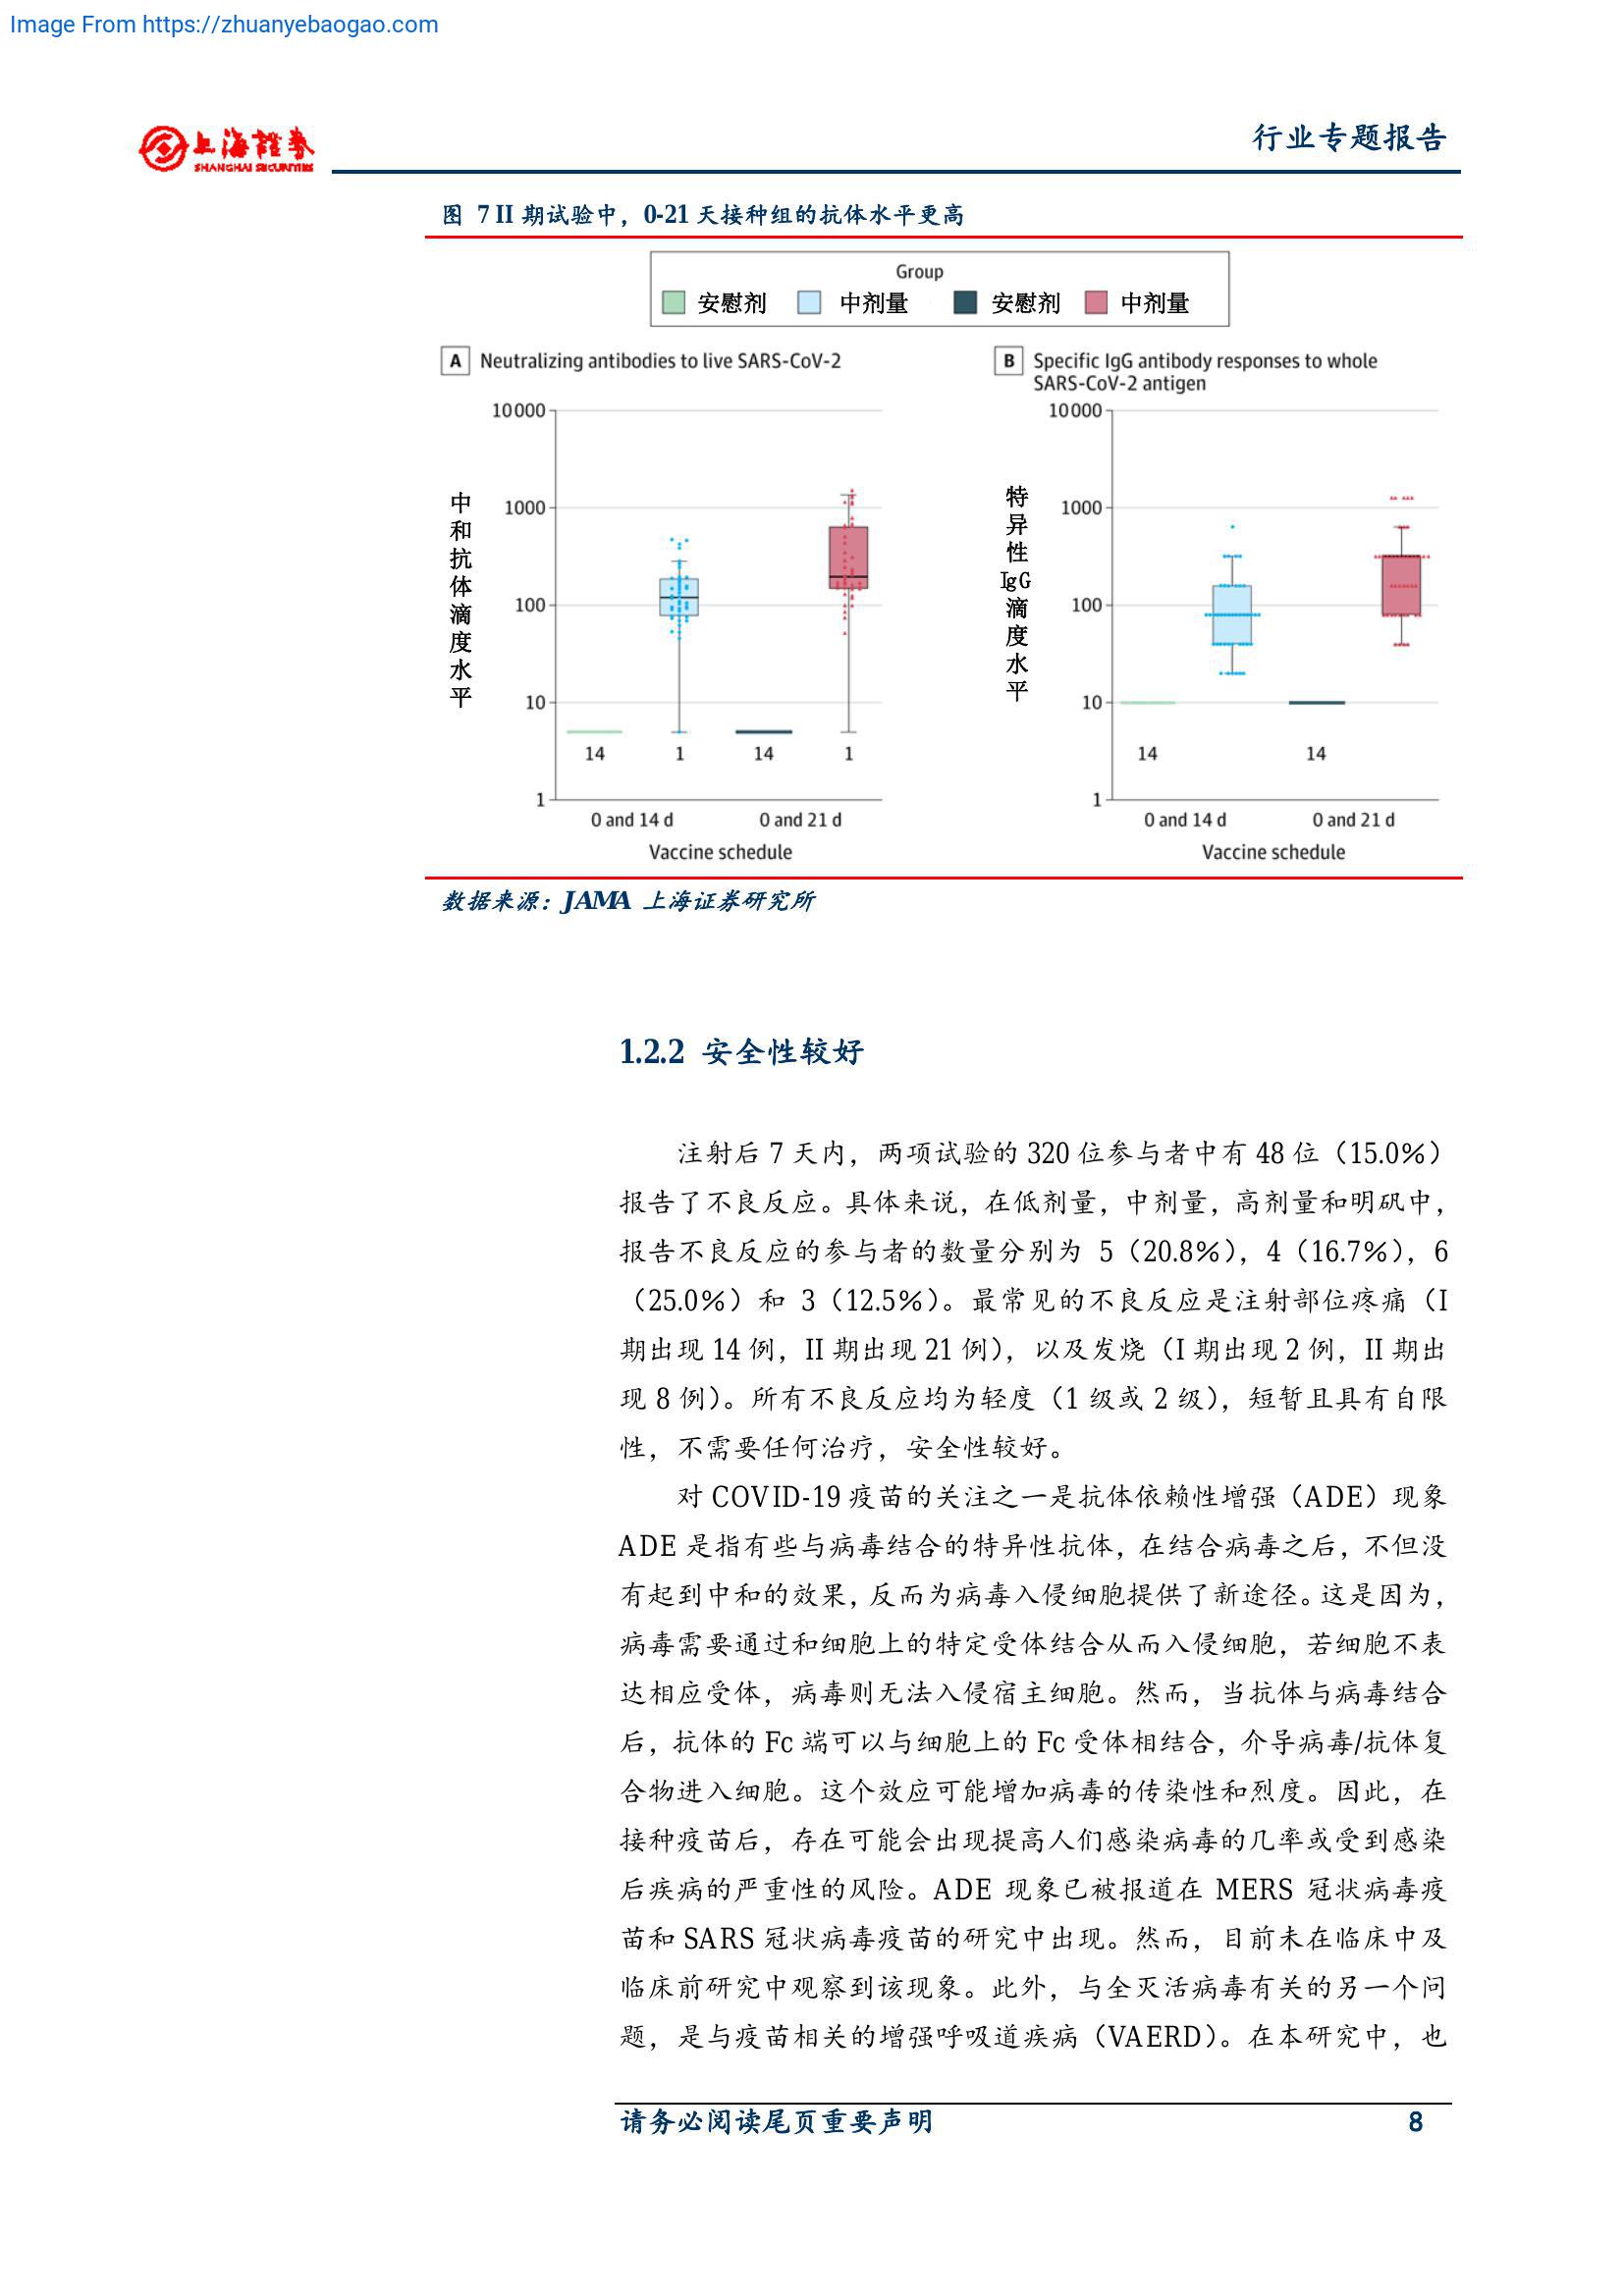 Image From https://zhuanyebaogao.com
上海證券
SHANGHAI SECURITIES
行业专题报告
图 7 II 期试验中，0-21 天接种组的抗体水平更高
Group
安慰剂 中剂量 安慰剂 中剂量
A Neutralizing antibodies to live SARS-CoV-2
中和抗体滴度水平
10000
1000
100
10
1
14 1 14 1
0 and 14 d 0 and 21 d
Vaccine schedule
B Specific IgG antibody responses to whole
SARS-CoV-2 antigen
特异性IgG滴度水平
10000
1000
100
10
1
14 14
0 and 14 d 0 and 21 d
Vaccine schedule
数据来源：JAMA 上海证券研究所
1.2.2 安全性较好
注射后 7 天内，两项试验的 320 位参与者中有 48 位（15.0%）
报告了不良反应。具体来说，在低剂量，中剂量，高剂量和明矾中，
报告不良反应的参与者的数量分别为 5（20.8%），4（16.7%），6
（25.0%）和 3（12.5%）。最常见的不良反应是注射部位疼痛（I
期出现 14 例，II 期出现 21 例），以及发烧（I 期出现 2 例，II 期出
现 8 例）。所有不良反应均为轻度（1 级或 2 级），短暂且具有自限
性，不需要任何治疗，安全性较好。
对 COVID-19 疫苗的关注之一是抗体依赖性增强（ADE）现象
ADE 是指有些与病毒结合的特异性抗体，在结合病毒之后，不但没
有起到中和的效果，反而为病毒入侵细胞提供了新途径。这是因为，
病毒需要通过和细胞上的特定受体结合从而入侵细胞，若细胞不表
达相应受体，病毒则无法入侵宿主细胞。然而，当抗体与病毒结合
后，抗体的 Fc 端可以与细胞上的 Fc 受体相结合，介导病毒/抗体复
合物进入细胞。这个效应可能增加病毒的传染性和烈度。因此，在
接种疫苗后，存在可能会出现提高人们感染病毒的几率或受到感染
后疾病的严重性的风险。ADE 现象已被报道在 MERS 冠状病毒疫
苗和 SARS 冠状病毒疫苗的研究中出现。然而，目前未在临床中及
临床前研究中观察到该现象。此外，与全灭活病毒有关的另一个问
题，是与疫苗相关的增强呼吸道疾病（VAERD）。在本研究中，也
请务必阅读尾页重要声明 8